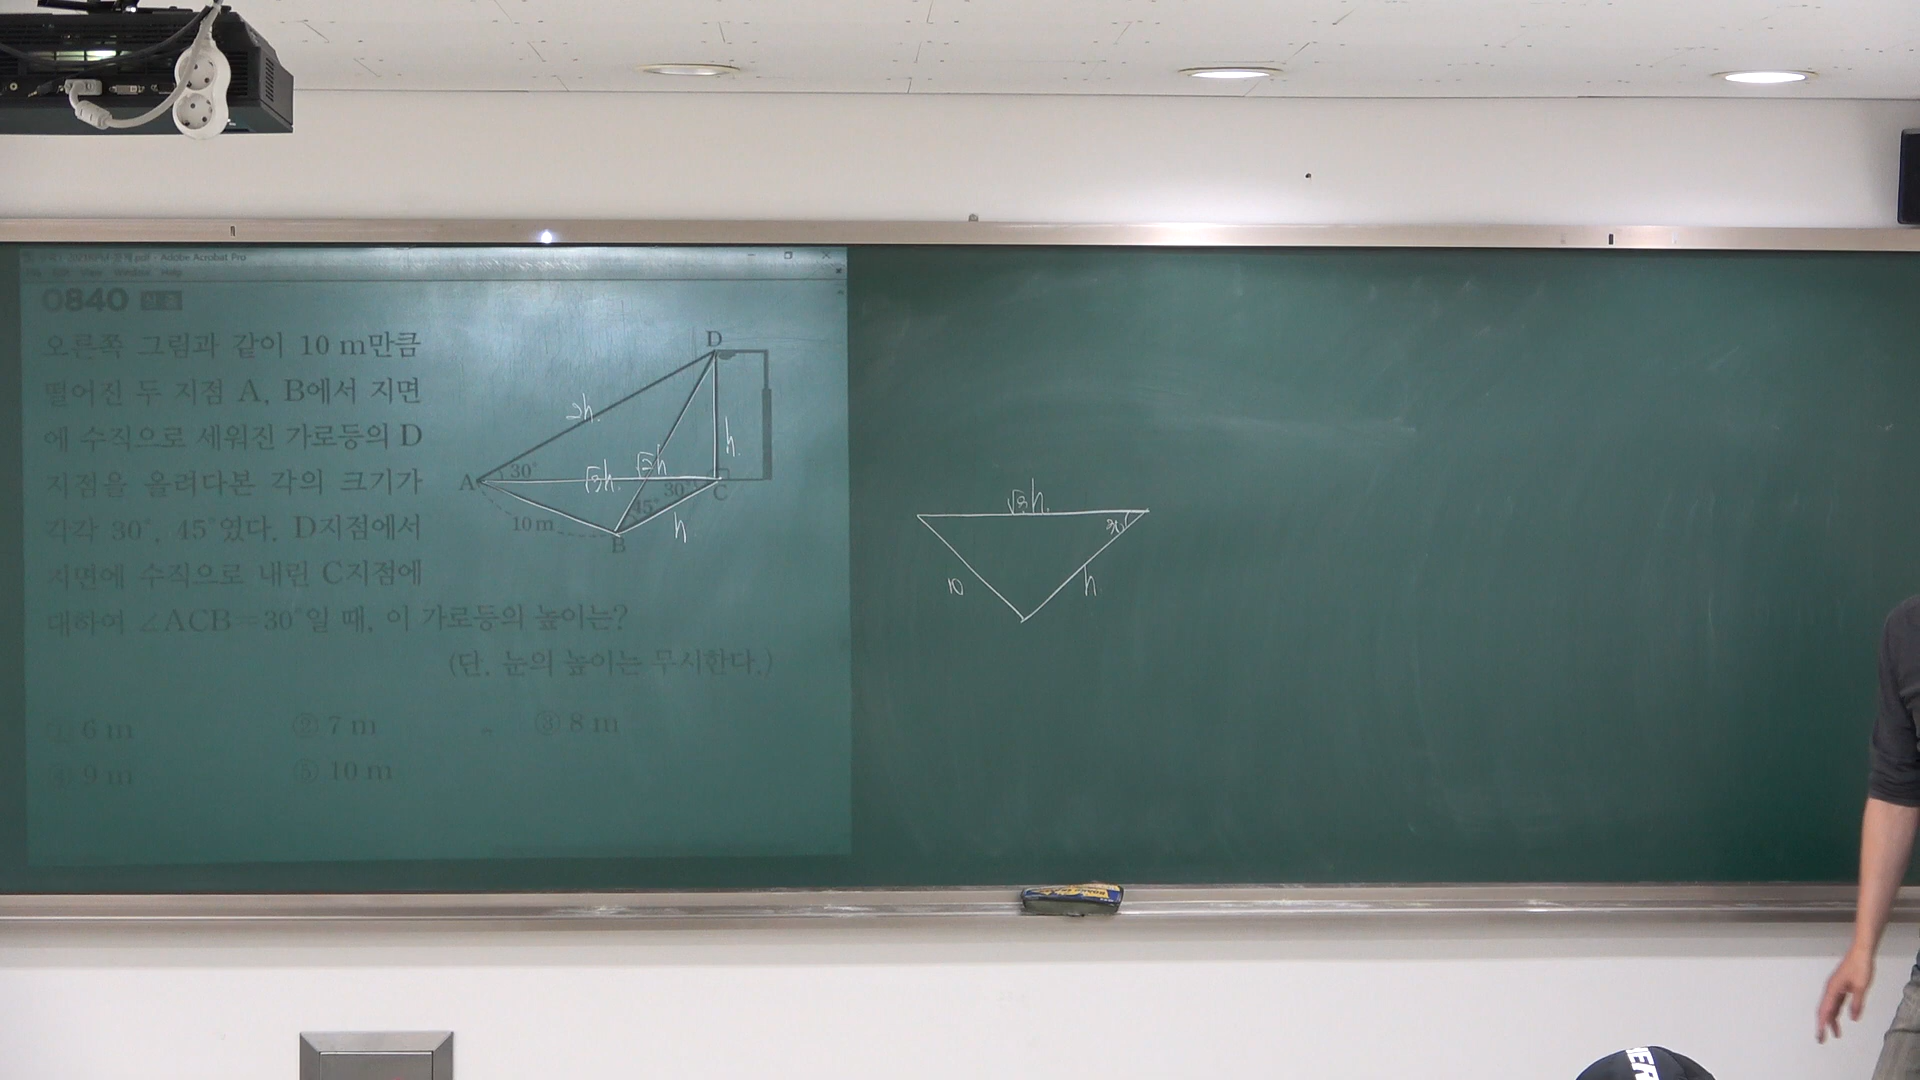 Adobe Acrobat Pro
Window Help
0840
오른쪽 그림과 같이 10 m만큼
떨어진 두 지점 A, B에서 지면
에 수직으로 세워진 가로등의 D
지점을 올려다본 각의 크기가
각각 30°, 45°였다. D지점에서
지면에 수직으로 내린 C지점에
대하여 ∠ACB=30°일 때, 이 가로등의 높이는?
(단, 눈의 높이는 무시한다.)
① 6 m ② 7 m ③ 8 m
④ 9 m ⑤ 10 m
D
2h
h
√2h
A 30° √3h 30° C
45°
10 m h
B
√3h
30°
10 h